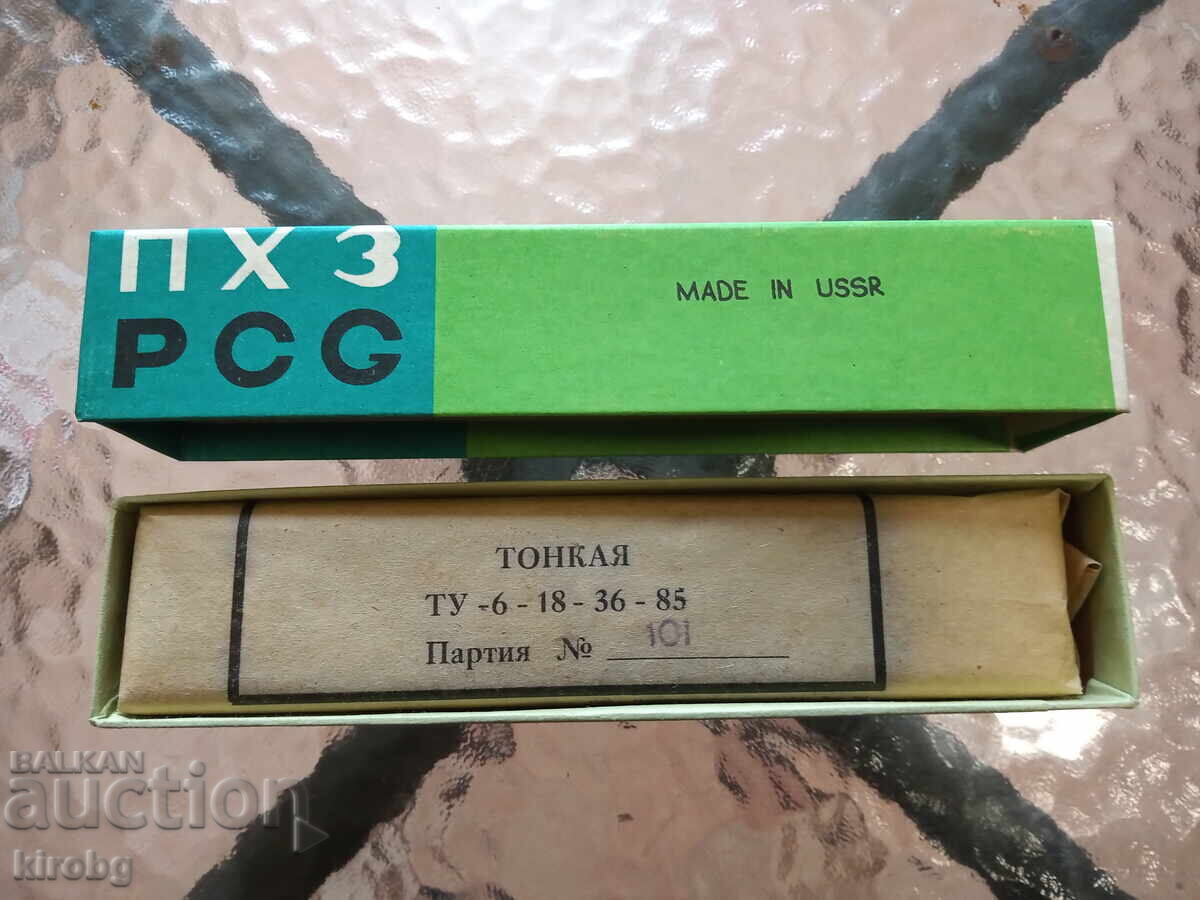 ПХЗ
PCG
MADE IN USSR
ТОНКАЯ
ТУ -6 - 18 - 36 - 85
Партия № 101
BALKAN
auction
kirobg